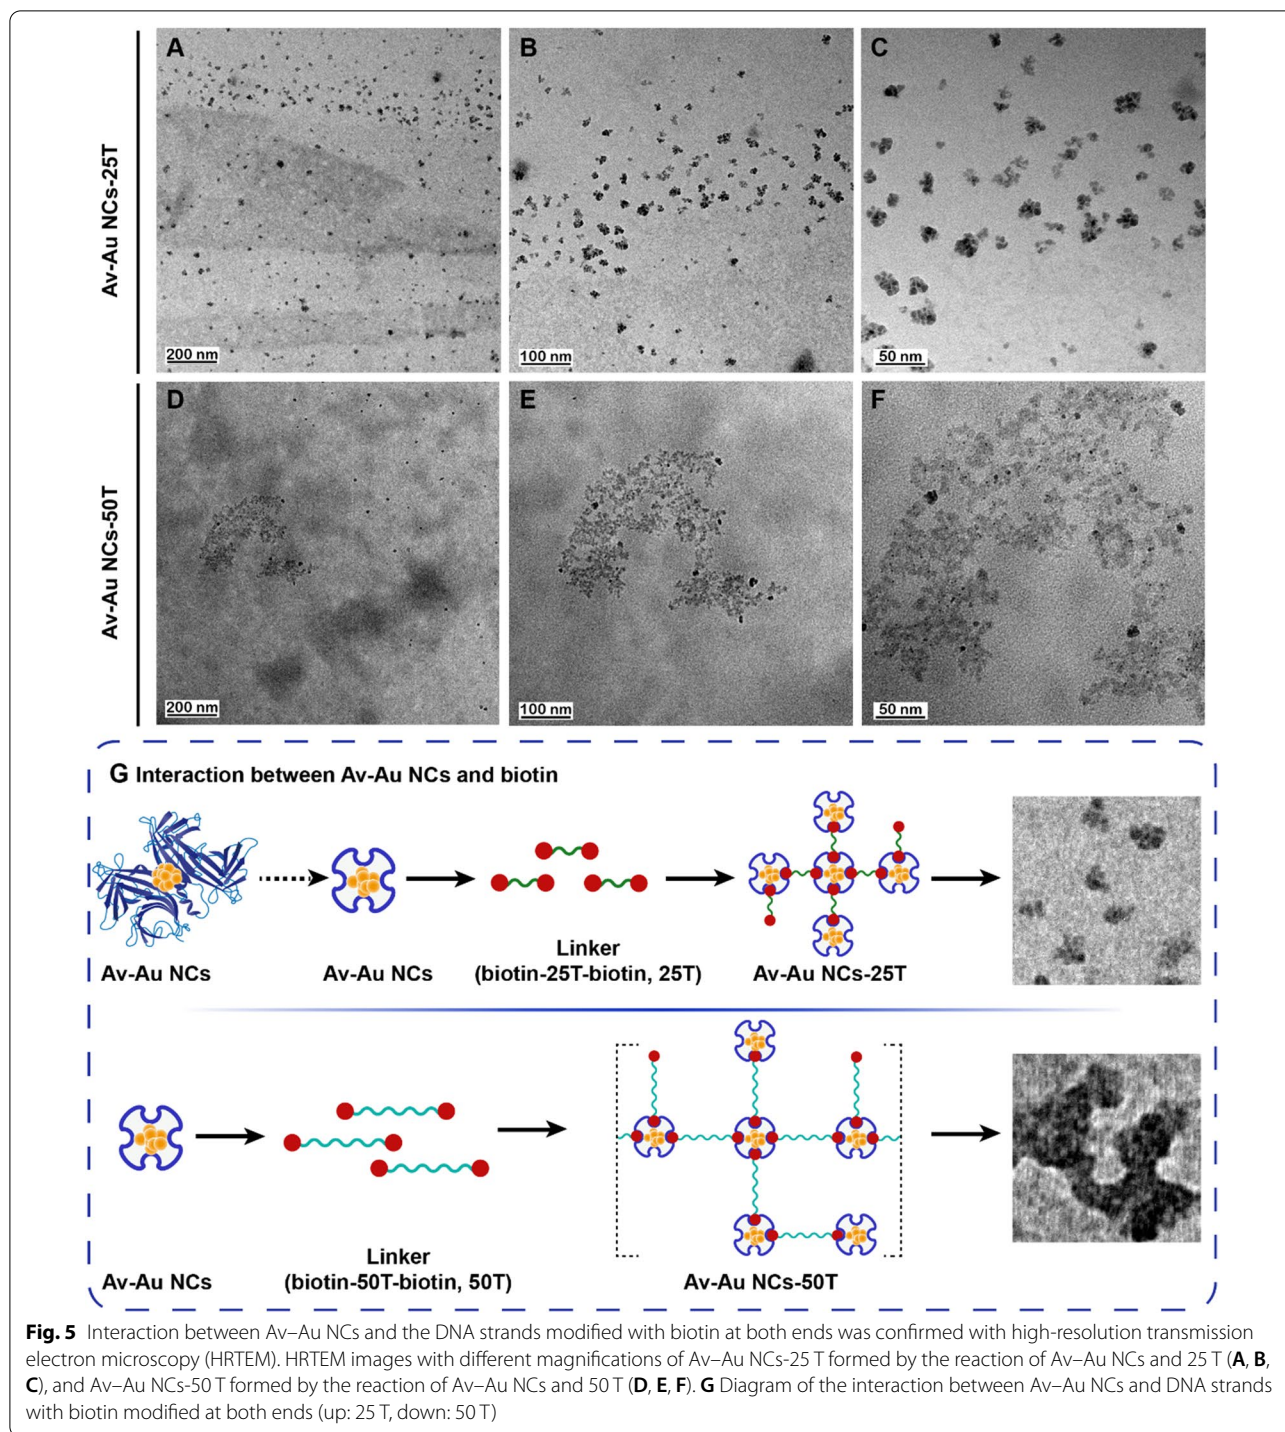 Av-Au NCs-25T
A
200 nm
B
100 nm
C
50 nm
Av-Au NCs-50T
D
200 nm
E
100 nm
F
50 nm
G Interaction between Av-Au NCs and biotin
Av-Au NCs
Av-Au NCs
Linker
(biotin-25T-biotin, 25T)
Av-Au NCs-25T
Av-Au NCs
Linker
(biotin-50T-biotin, 50T)
Av-Au NCs-50T
Fig. 5 Interaction between Av–Au NCs and the DNA strands modified with biotin at both ends was confirmed with high-resolution transmission
electron microscopy (HRTEM). HRTEM images with different magnifications of Av–Au NCs-25 T formed by the reaction of Av–Au NCs and 25 T (A, B,
C), and Av–Au NCs-50 T formed by the reaction of Av–Au NCs and 50 T (D, E, F). G Diagram of the interaction between Av–Au NCs and DNA strands
with biotin modified at both ends (up: 25 T, down: 50 T)